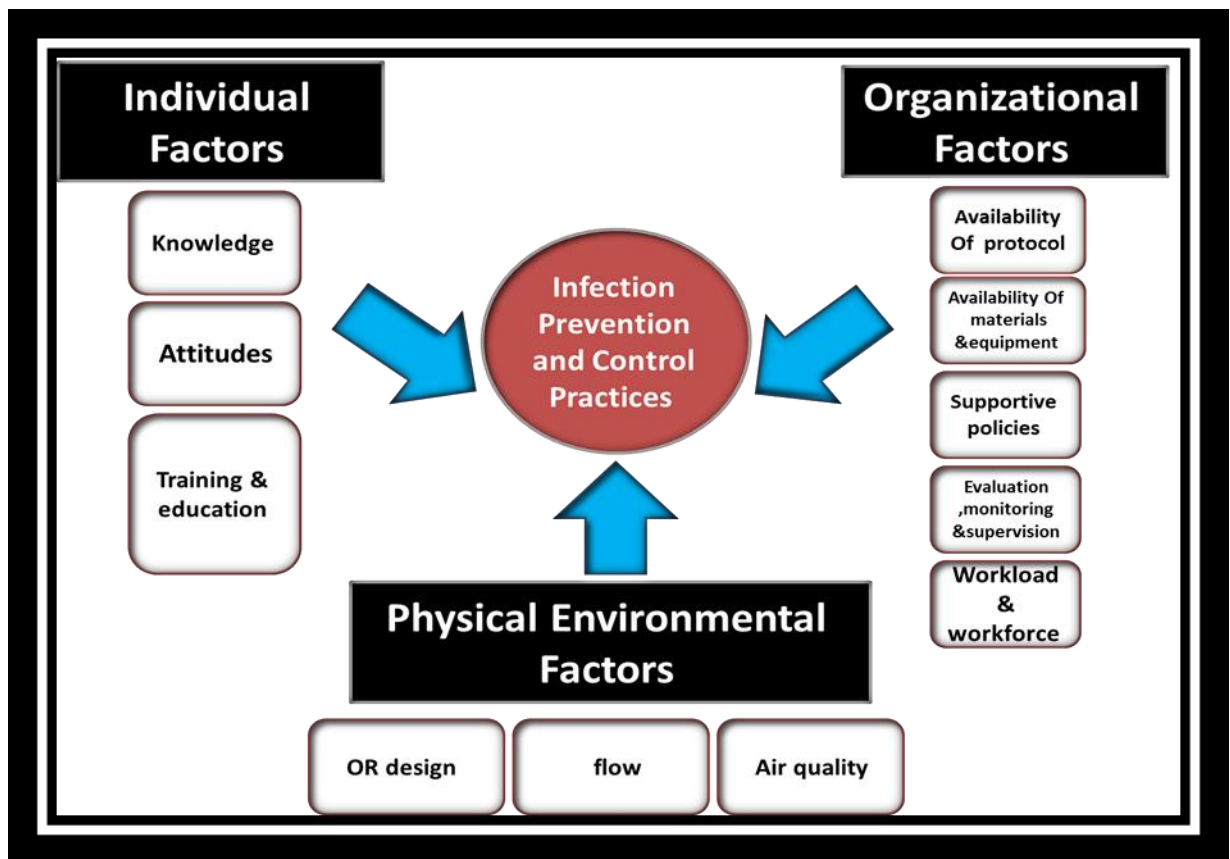 Individual
Factors
Knowledge
Attitudes
Training &
education
Infection
Prevention
and Control
Practices
Organizational
Factors
Availability
Of protocol
Availability Of
materials
&equipment
Supportive
policies
Evaluation
,monitoring
&supervision
Workload
&
workforce
Physical Environmental
Factors
OR design
flow
Air quality